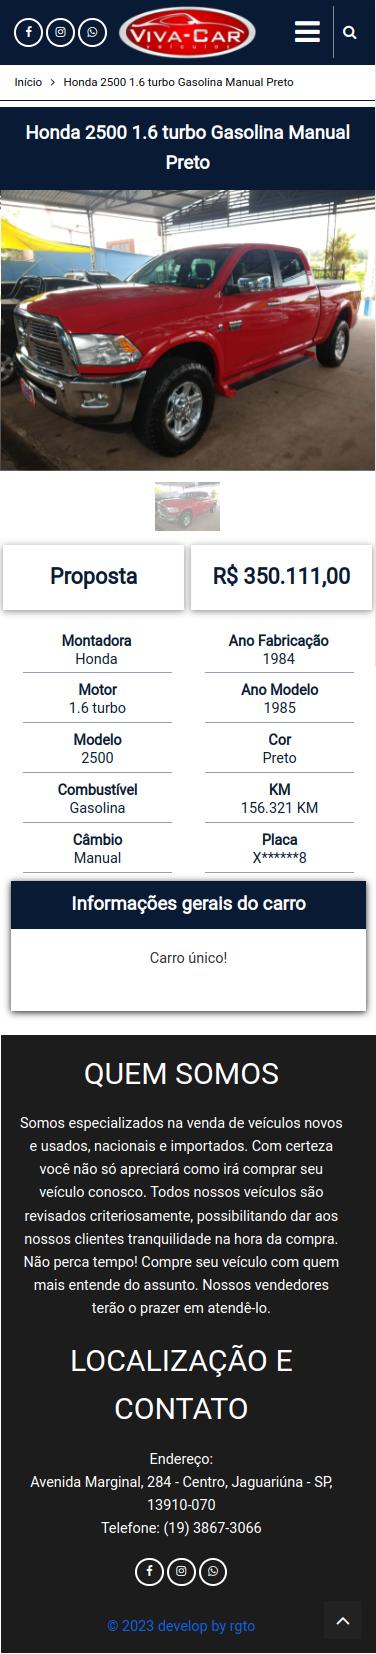 VIVA-CAR
veículos
Início > Honda 2500 1.6 turbo Gasolina Manual Preto
Honda 2500 1.6 turbo Gasolina Manual
Preto
Proposta
R$ 350.111,00
Montadora
Honda
Ano Fabricação
1984
Motor
1.6 turbo
Ano Modelo
1985
Modelo
2500
Cor
Preto
Combustível
Gasolina
KM
156.321 KM
Câmbio
Manual
Placa
X******8
Informações gerais do carro
Carro único!
QUEM SOMOS
Somos especializados na venda de veículos novos
e usados, nacionais e importados. Com certeza
você não só apreciará como irá comprar seu
veículo conosco. Todos nossos veículos são
revisados criteriosamente, possibilitando dar aos
nossos clientes tranquilidade na hora da compra.
Não perca tempo! Compre seu veículo com quem
mais entende do assunto. Nossos vendedores
terão o prazer em atendê-lo.
LOCALIZAÇÃO E
CONTATO
Endereço:
Avenida Marginal, 284 - Centro, Jaguariúna - SP,
13910-070
Telefone: (19) 3867-3066
© 2023 develop by rgto